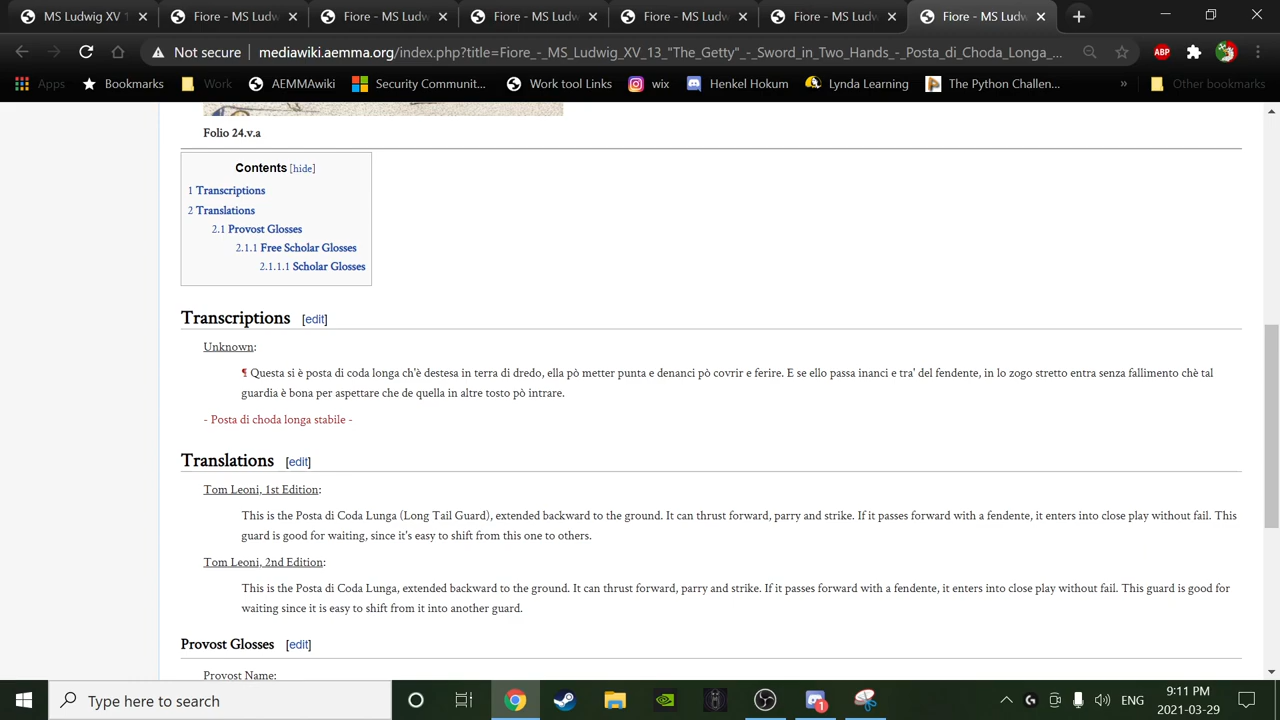 MS Ludwig XV 1
Fiore - MS Ludw
Fiore - MS Ludw
Fiore - MS Ludw
Fiore - MS Ludw
Fiore - MS Ludw
Fiore - MS Ludw
Not secure mediawiki.aemma.org/index.php?title=Fiore_-_MS_Ludwig_XV_13_"The_Getty"_-_Sword_in_Two_Hands_-_Posta_di_Choda_Longa_... ABP
Apps Bookmarks Work AEMMAwiki Security Communit... Work tool Links wix Henkel Hokum Lynda Learning The Python Challen... » Other bookmarks
Folio 24.v.a
Contents [hide]
1 Transcriptions
2 Translations
2.1 Provost Glosses
2.1.1 Free Scholar Glosses
2.1.1.1 Scholar Glosses
Transcriptions [edit]
Unknown:
¶ Questa si è posta di coda longa ch'è destesa in terra di dredo, ella pò metter punta e denanci pò covrir e ferire. E se ello passa inanci e tra' del fendente, in lo zogo stretto entra senza fallimento chè tal
guardia è bona per aspettare che de quella in altre tosto pò intrare.
- Posta di choda longa stabile -
Translations [edit]
Tom Leoni, 1st Edition:
This is the Posta di Coda Lunga (Long Tail Guard), extended backward to the ground. It can thrust forward, parry and strike. If it passes forward with a fendente, it enters into close play without fail. This
guard is good for waiting, since it's easy to shift from this one to others.
Tom Leoni, 2nd Edition:
This is the Posta di Coda Lunga, extended backward to the ground. It can thrust forward, parry and strike. If it passes forward with a fendente, it enters into close play without fail. This guard is good for
waiting since it is easy to shift from it into another guard.
Provost Glosses [edit]
Provost Name:
Type here to search
1
ENG
9:11 PM
2021-03-29